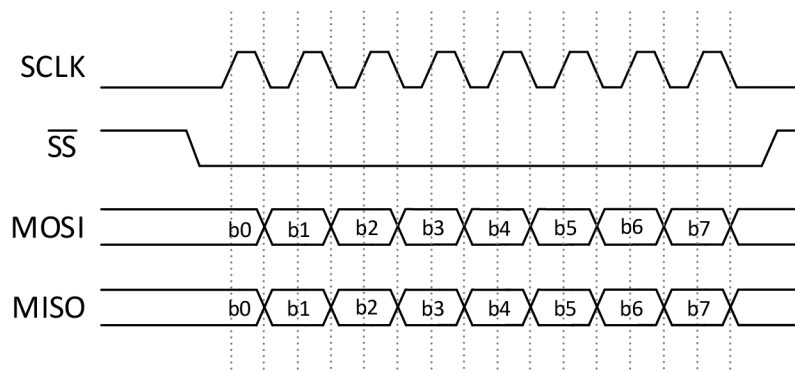 SCLK
S̅S̅
MOSI b0 b1 b2 b3 b4 b5 b6 b7
MISO b0 b1 b2 b3 b4 b5 b6 b7